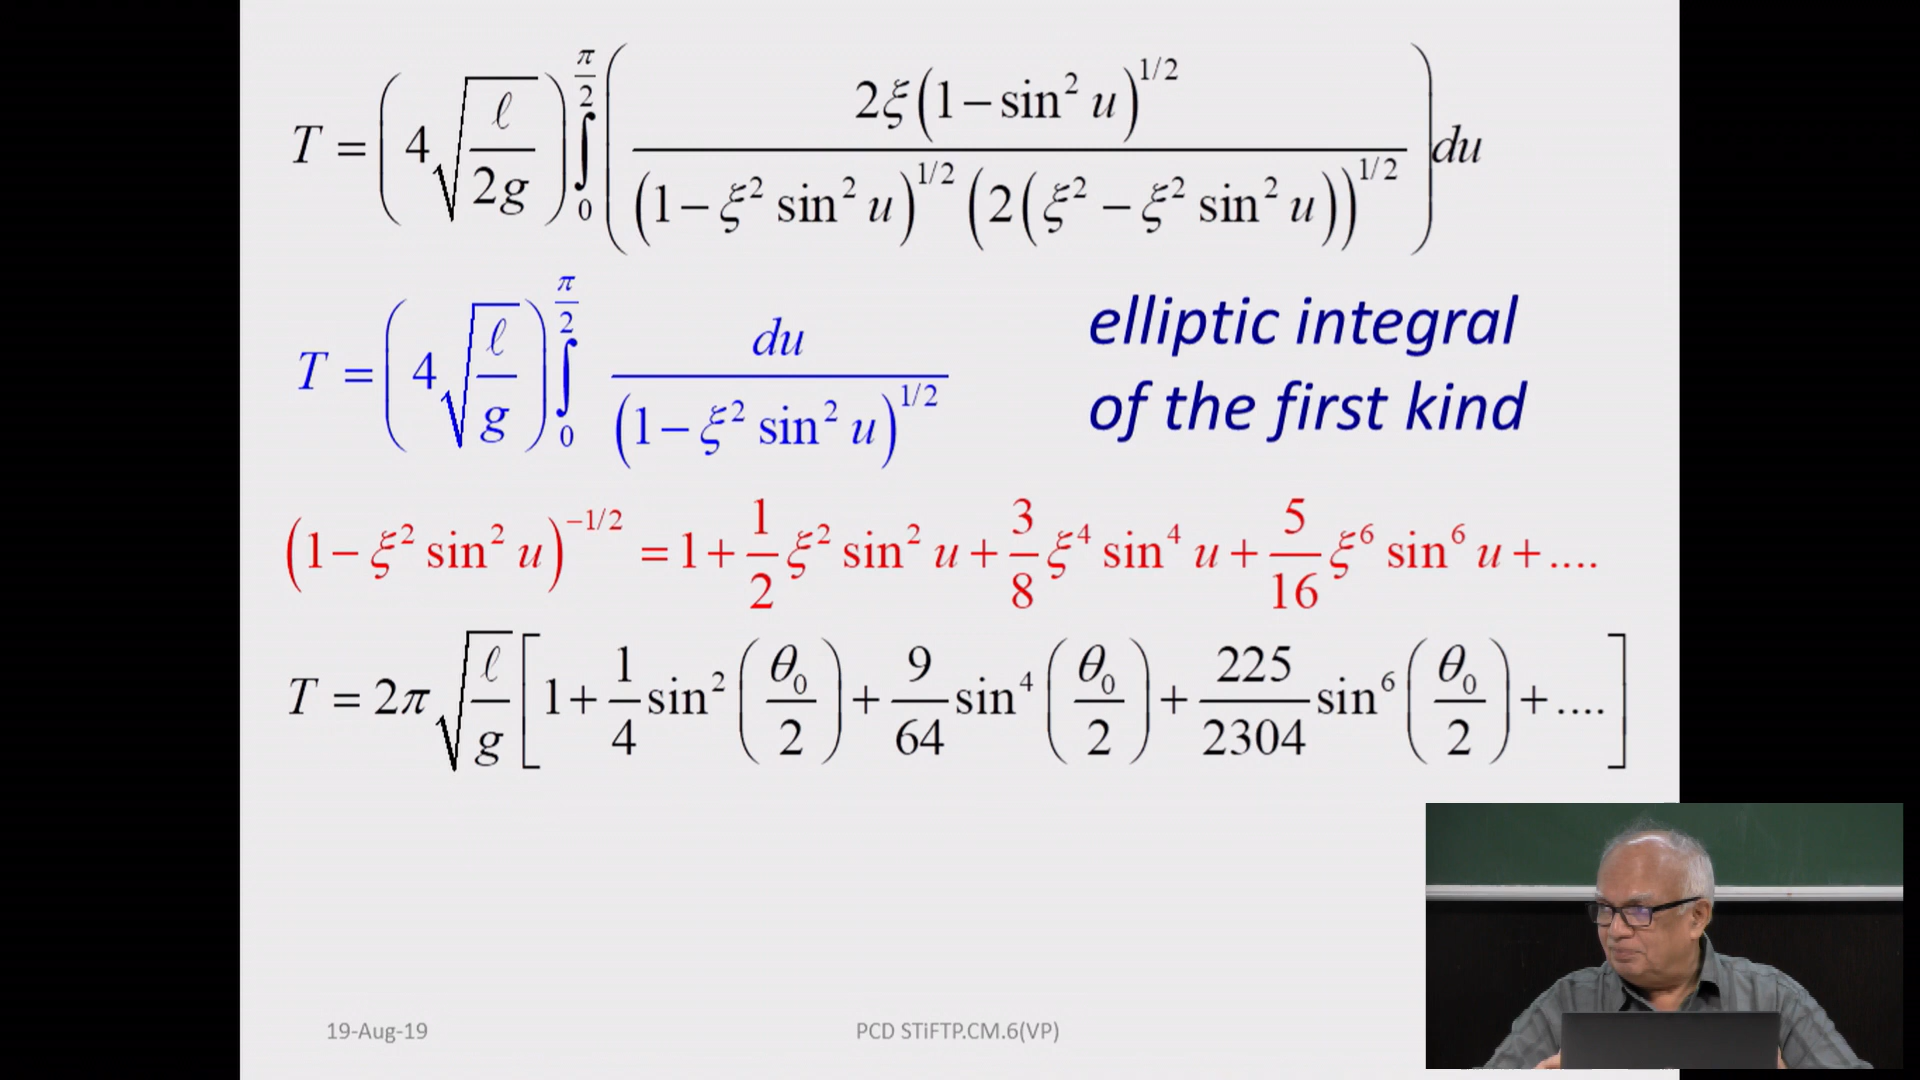 T = (4√(ℓ/2g)) ∫₀^(π/2) ( 2ξ(1−sin² u)^(1/2) / ((1−ξ² sin² u)^(1/2) (2(ξ²−ξ² sin² u))^(1/2)) ) du
T = (4√(ℓ/g)) ∫₀^(π/2) du / (1−ξ² sin² u)^(1/2)
elliptic integral
of the first kind
(1−ξ² sin² u)^(−1/2) = 1 + 1/2 ξ² sin² u + 3/8 ξ⁴ sin⁴ u + 5/16 ξ⁶ sin⁶ u + ....
T = 2π√(ℓ/g) [1 + 1/4 sin²(θ₀/2) + 9/64 sin⁴(θ₀/2) + 225/2304 sin⁶(θ₀/2) + ....]
19-Aug-19
PCD STiFTP.CM.6(VP)